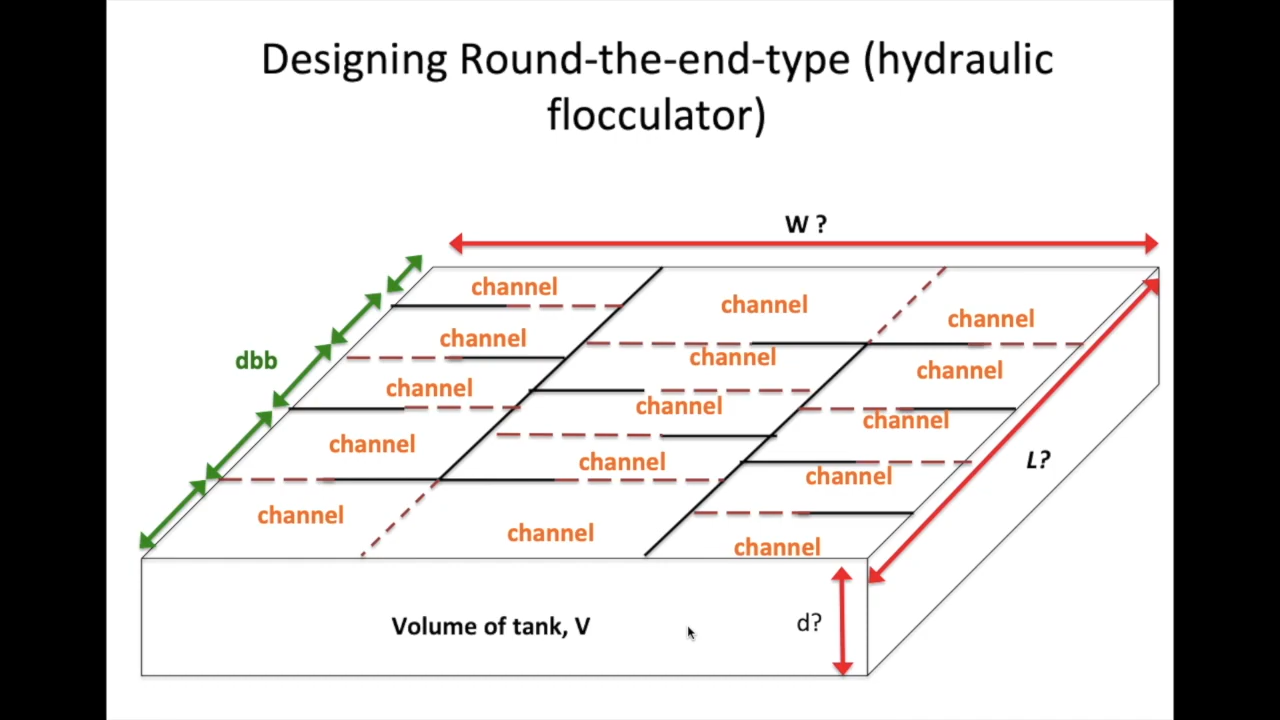 Designing Round-the-end-type (hydraulic
flocculator)
W ?
channel
channel
channel
channel
dbb
channel
channel
channel
channel
channel
channel
channel
L?
channel
channel
channel
channel
channel
Volume of tank, V
d?